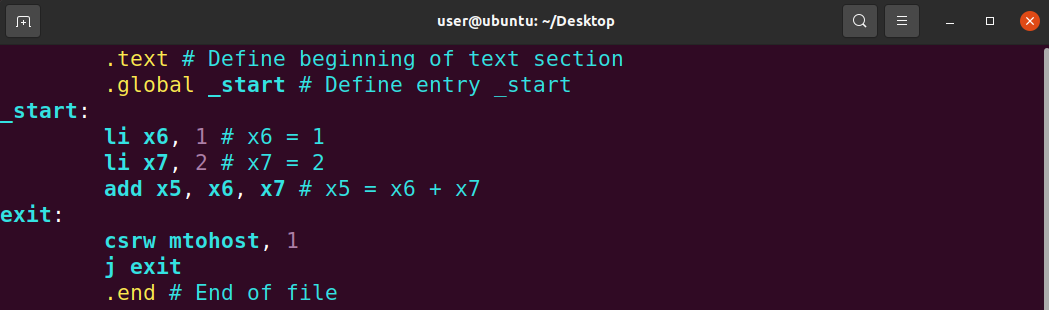 user@ubuntu: ~/Desktop
.text # Define beginning of text section
.global _start # Define entry _start
_start:
li x6, 1 # x6 = 1
li x7, 2 # x7 = 2
add x5, x6, x7 # x5 = x6 + x7
exit:
csrw mtohost, 1
j exit
.end # End of file